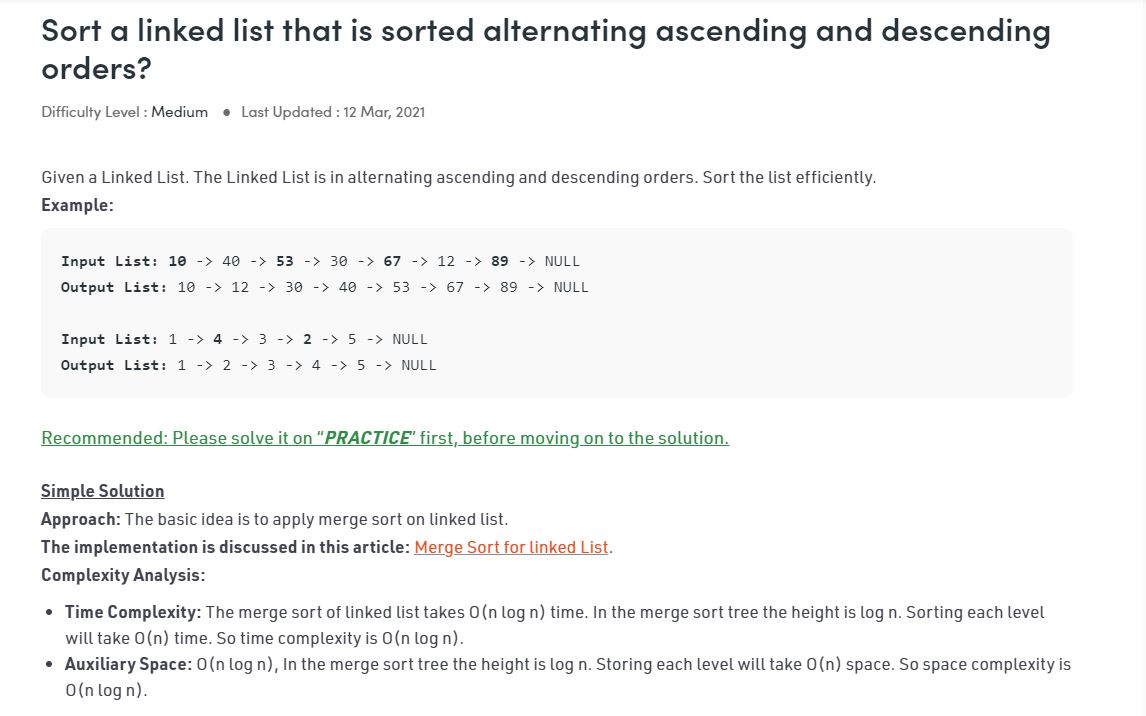 Sort a linked list that is sorted alternating ascending and descending
orders?
Difficulty Level : Medium ● Last Updated : 12 Mar, 2021
Given a Linked List. The Linked List is in alternating ascending and descending orders. Sort the list efficiently.
Example:
Input List: 10 -> 40 -> 53 -> 30 -> 67 -> 12 -> 89 -> NULL
Output List: 10 -> 12 -> 30 -> 40 -> 53 -> 67 -> 89 -> NULL
Input List: 1 -> 4 -> 3 -> 2 -> 5 -> NULL
Output List: 1 -> 2 -> 3 -> 4 -> 5 -> NULL
Recommended: Please solve it on “PRACTICE” first, before moving on to the solution.
Simple Solution
Approach: The basic idea is to apply merge sort on linked list.
The implementation is discussed in this article: Merge Sort for linked List.
Complexity Analysis:
• Time Complexity: The merge sort of linked list takes O(n log n) time. In the merge sort tree the height is log n. Sorting each level
will take O(n) time. So time complexity is O(n log n).
• Auxiliary Space: O(n log n), In the merge sort tree the height is log n. Storing each level will take O(n) space. So space complexity is
O(n log n).